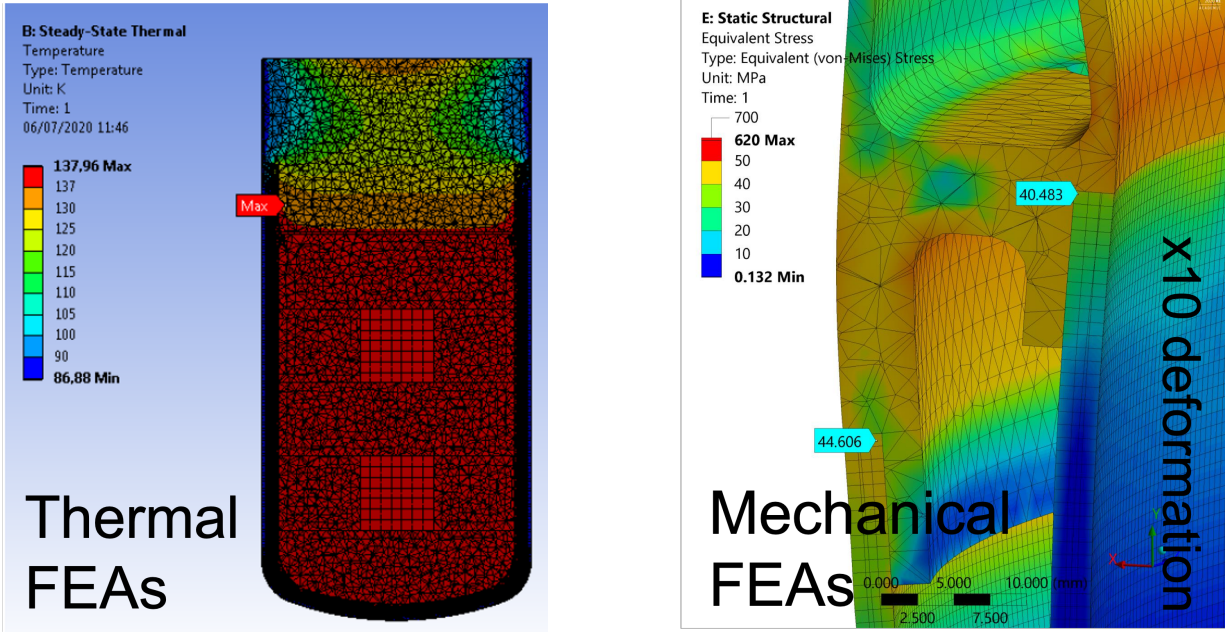 B: Steady-State Thermal
Temperature
Type: Temperature
Unit: K
Time: 1
06/07/2020 11:46
137,96 Max
137
130
125
120
115
110
105
100
90
86,88 Min
Max
Thermal
FEAs
E: Static Structural
Equivalent Stress
Type: Equivalent (von-Mises) Stress
Unit: MPa
Time: 1
700
620 Max
50
40
30
20
10
0.132 Min
40.483
44.606
x10 deformation
Mechanical
FEAs
Y
X
0.000 5.000 10.000 (mm)
2.500 7.500